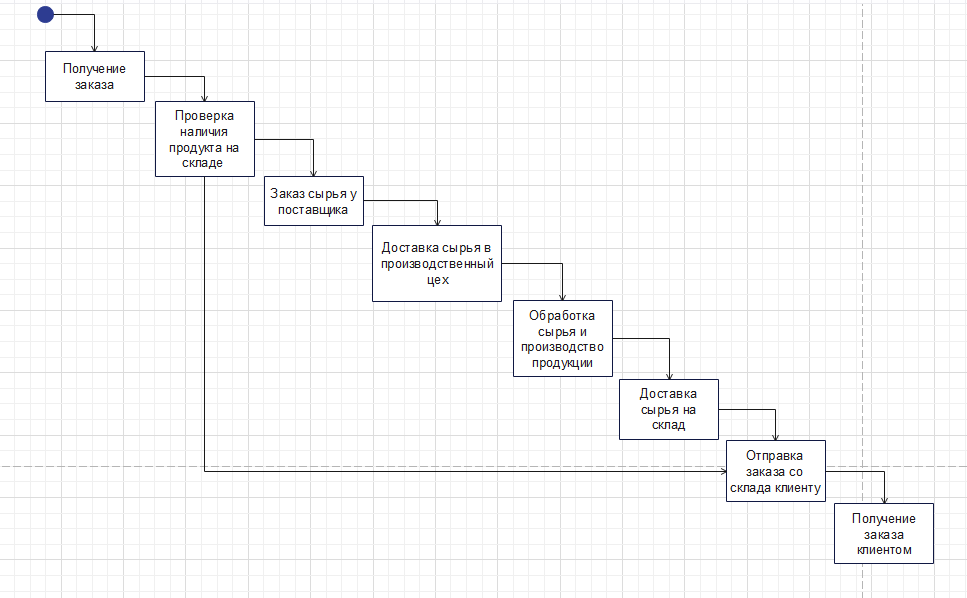 Получение
заказа
Проверка
наличия
продукта на
складе
Заказ сырья у
поставщика
Доставка сырья в
производственный
цех
Обработка
сырья и
производство
продукции
Доставка
сырья на
склад
Отправка
заказа со
склада клиенту
Получение
заказа
клиентом